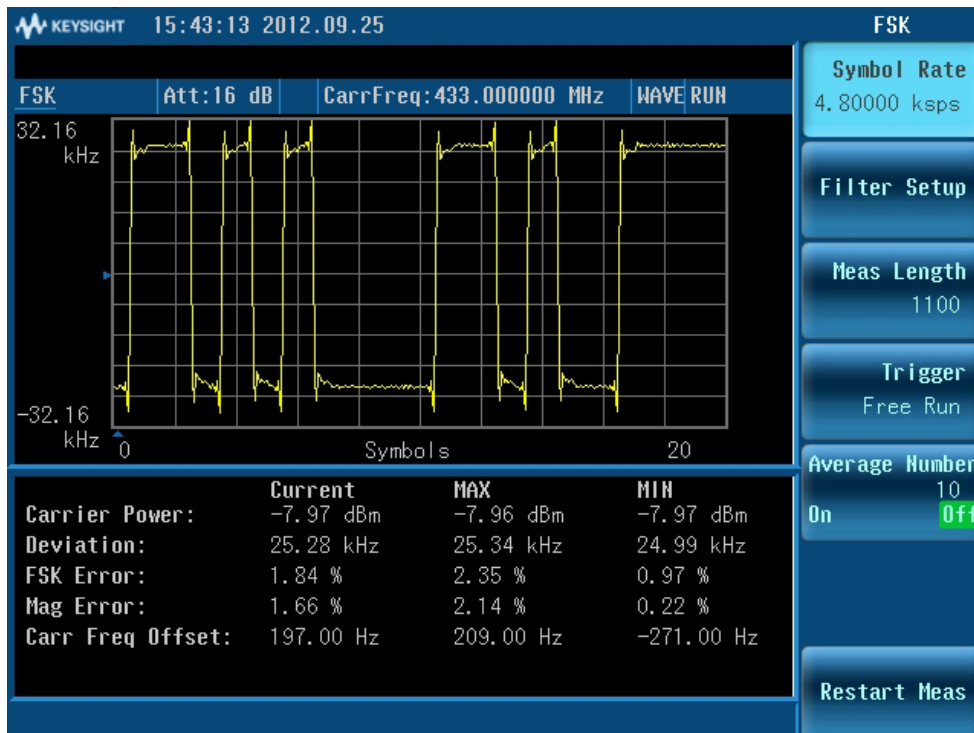 KEYSIGHT 15:43:13 2012.09.25
FSK Att:16 dB CarrFreq:433.000000 MHz WAVE RUN
32.16
kHz
-32.16
kHz
0 Symbols 20
Current MAX MIN
Carrier Power: -7.97 dBm -7.96 dBm -7.97 dBm
Deviation: 25.28 kHz 25.34 kHz 24.99 kHz
FSK Error: 1.84 % 2.35 % 0.97 %
Mag Error: 1.66 % 2.14 % 0.22 %
Carr Freq Offset: 197.00 Hz 209.00 Hz -271.00 Hz
FSK
Symbol Rate
4.80000 ksps
Filter Setup
Meas Length
1100
Trigger
Free Run
Average Number
10
On Off
Restart Meas